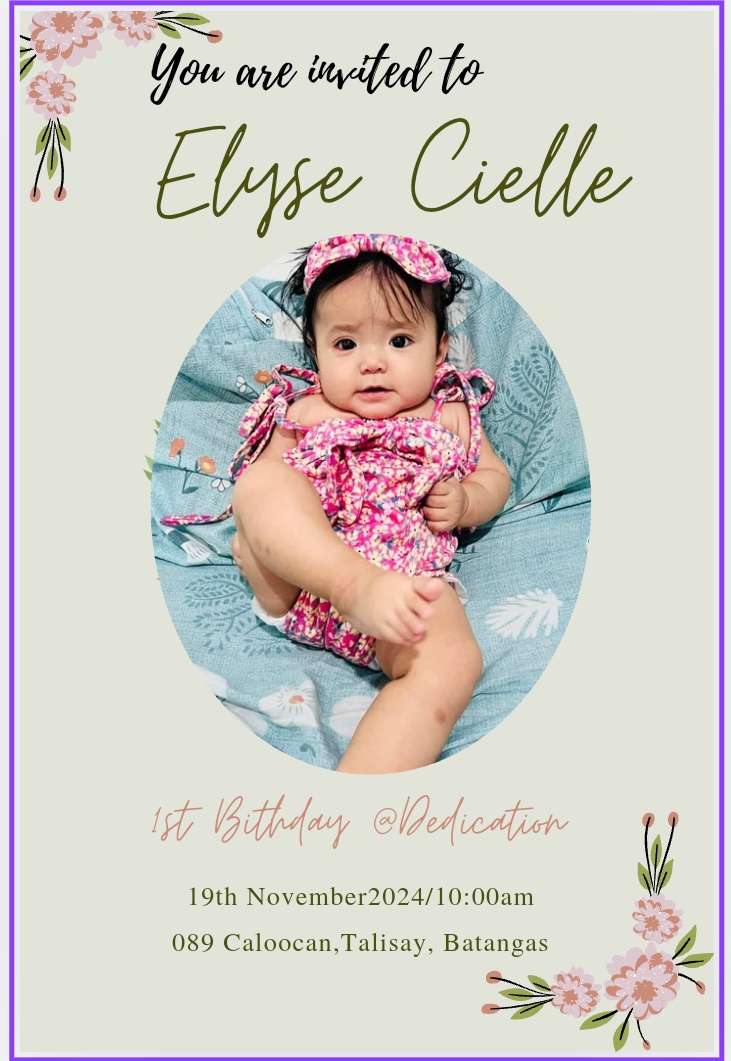 You are invited to
Elyse Cielle
1st Bithday @Dedication
19th November2024/10:00am
089 Caloocan,Talisay, Batangas